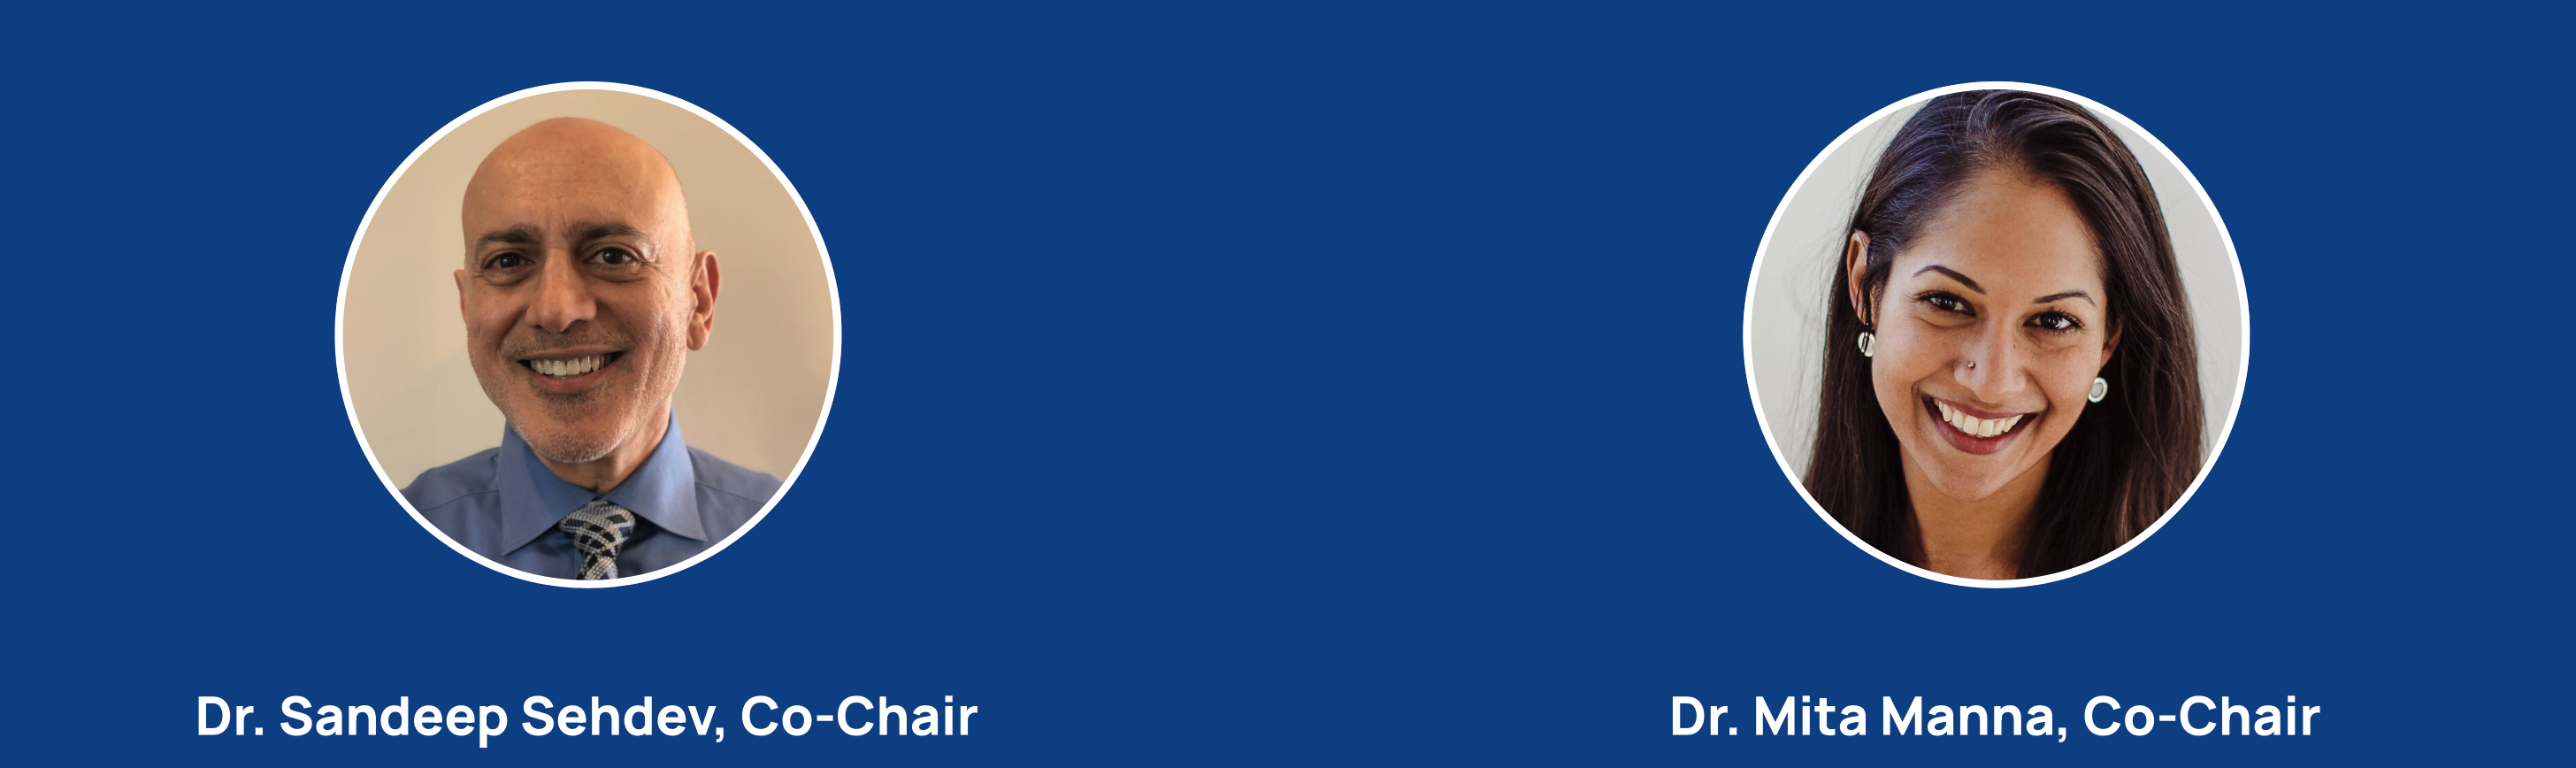 Dr. Sandeep Sehdev, Co-Chair
Dr. Mita Manna, Co-Chair